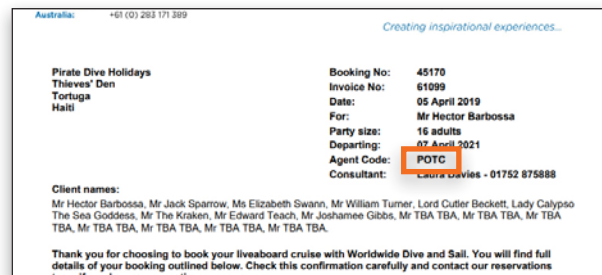 Australia: +61 (0) 283 171 389
Creating inspirational experiences...
Pirate Dive Holidays
Thieves' Den
Tortuga
Haiti
Booking No: 45170
Invoice No: 61099
Date: 05 April 2019
For: Mr Hector Barbossa
Party size: 16 adults
Departing: 07 April 2021
Agent Code: POTC
Consultant: Laura Davies - 01752 875888
Client names:
Mr Hector Barbossa, Mr Jack Sparrow, Ms Elizabeth Swann, Mr William Turner, Lord Cutler Beckett, Lady Calypso
The Sea Goddess, Mr The Kraken, Mr Edward Teach, Mr Joshamee Gibbs, Mr TBA TBA, Mr TBA TBA, Mr TBA
TBA, Mr TBA TBA, Mr TBA TBA, Mr TBA TBA, Mr TBA TBA.
Thank you for choosing to book your liveaboard cruise with Worldwide Dive and Sail. You will find full
details of your booking outlined below. Check this confirmation carefully and contact our reservations